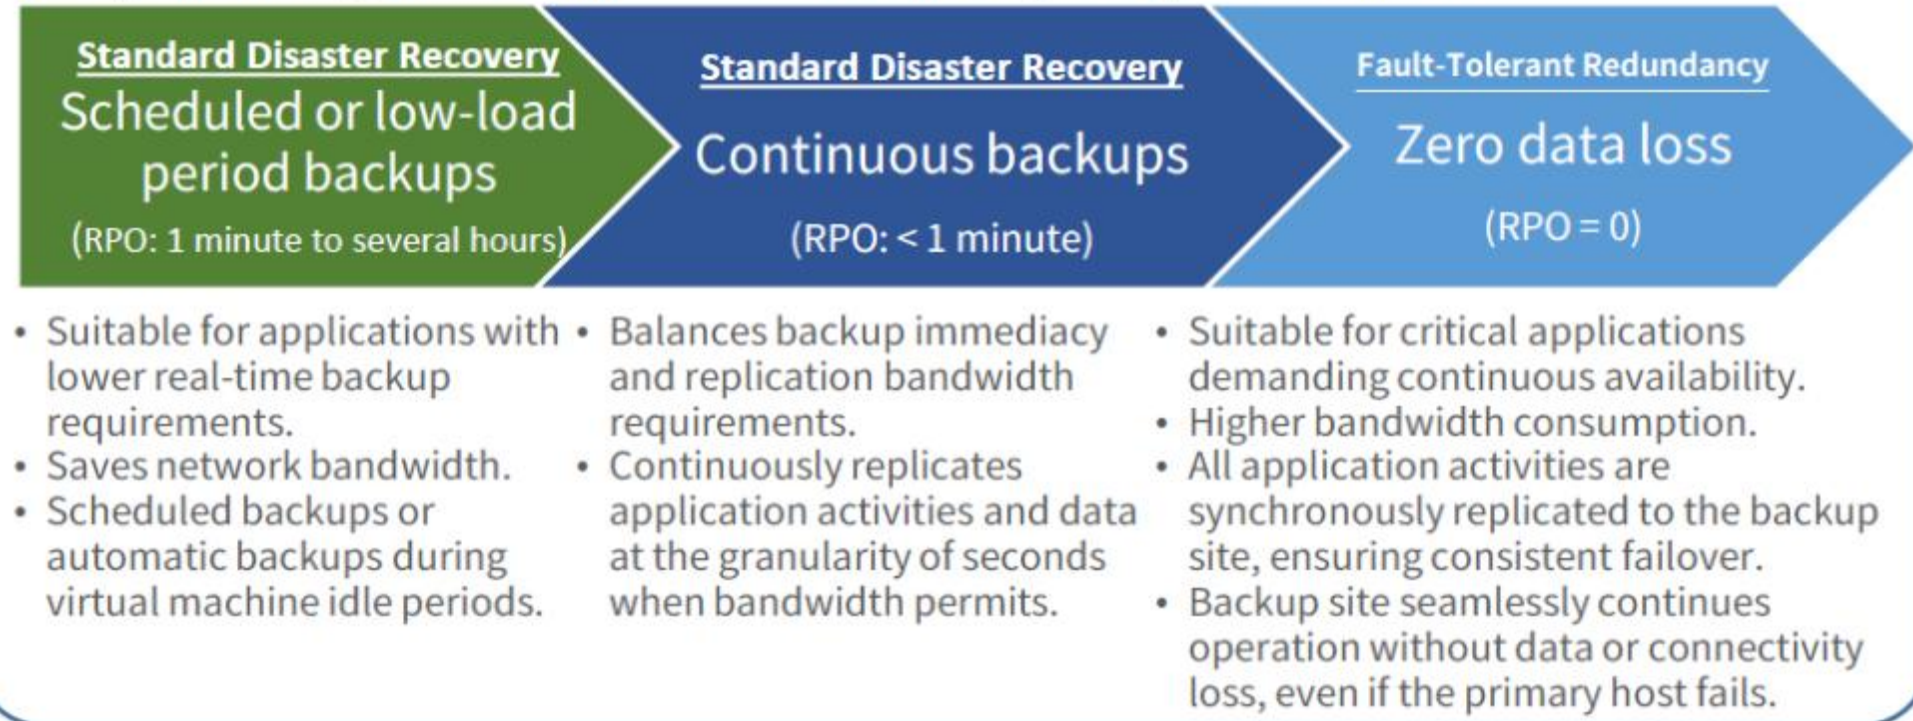 Standard Disaster Recovery
Scheduled or low-load
period backups
(RPO: 1 minute to several hours)
Standard Disaster Recovery
Continuous backups
(RPO: < 1 minute)
Fault-Tolerant Redundancy
Zero data loss
(RPO = 0)
• Suitable for applications with
lower real-time backup
requirements.
• Saves network bandwidth.
• Scheduled backups or
automatic backups during
virtual machine idle periods.
• Balances backup immediacy
and replication bandwidth
requirements.
• Continuously replicates
application activities and data
at the granularity of seconds
when bandwidth permits.
• Suitable for critical applications
demanding continuous availability.
• Higher bandwidth consumption.
• All application activities are
synchronously replicated to the backup
site, ensuring consistent failover.
• Backup site seamlessly continues
operation without data or connectivity
loss, even if the primary host fails.